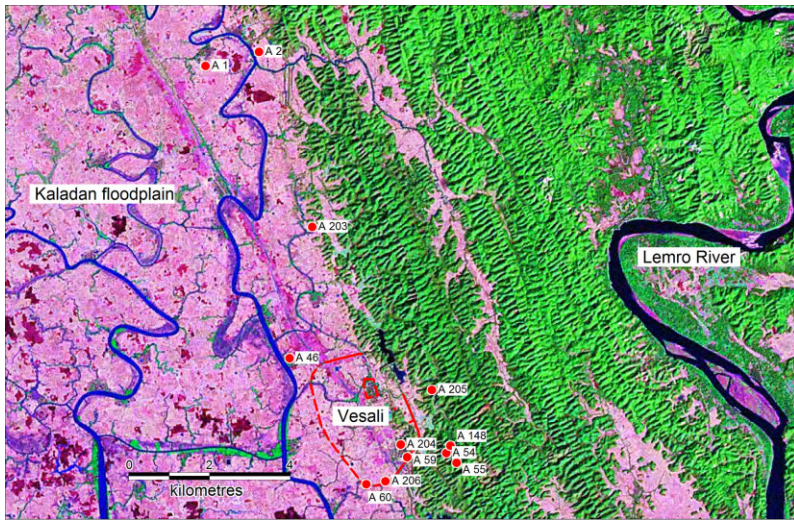 A 2
A 1
Kaladan floodplain
A 203
Lemro River
A 46
A 205
Vesali
A 148
A 204
A 54
A 59
A 55
A 206
A 60
0 2 4
kilometres